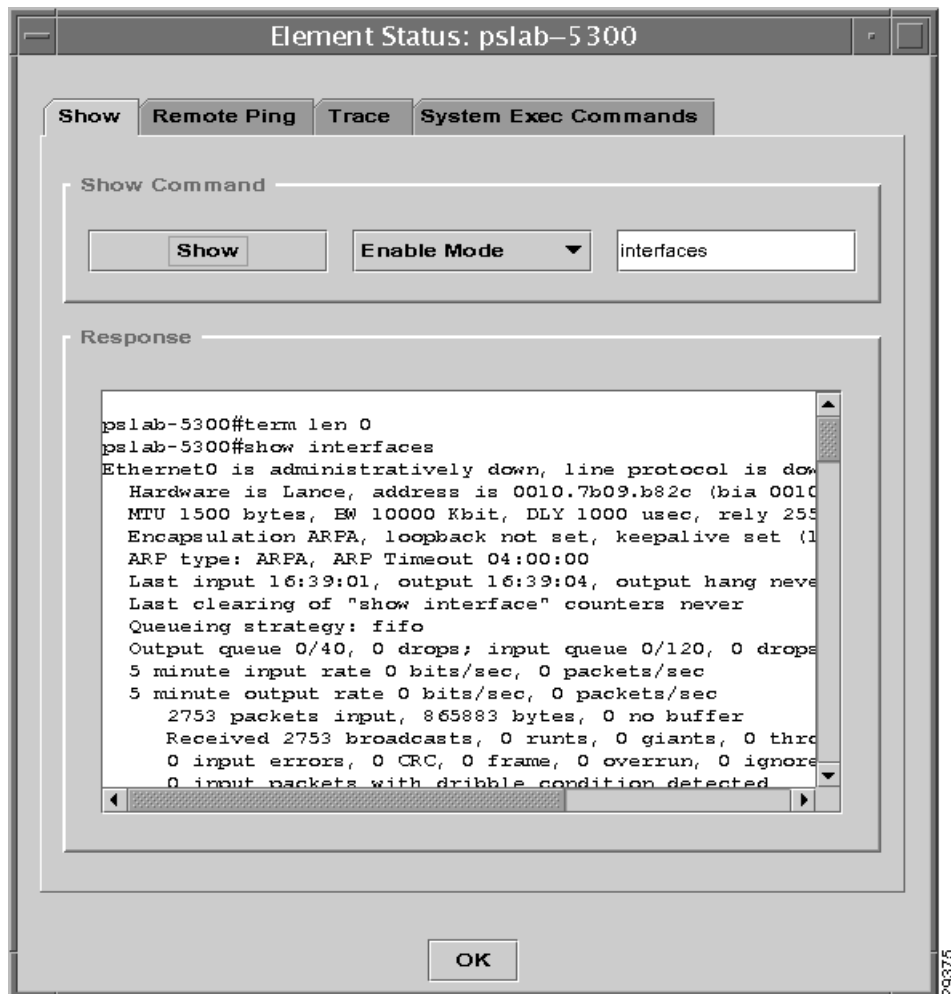 Element Status: pslab–5300
Show Remote Ping Trace System Exec Commands
Show Command
Show Enable Mode interfaces
Response
pslab-5300#term len 0
pslab-5300#show interfaces
Ethernet0 is administratively down, line protocol is dow
Hardware is Lance, address is 0010.7b09.b82c (bia 0010
MTU 1500 bytes, BW 10000 Kbit, DLY 1000 usec, rely 255
Encapsulation ARPA, loopback not set, keepalive set (1
ARP type: ARPA, ARP Timeout 04:00:00
Last input 16:39:01, output 16:39:04, output hang neve
Last clearing of "show interface" counters never
Queueing strategy: fifo
Output queue 0/40, 0 drops; input queue 0/120, 0 drops
5 minute input rate 0 bits/sec, 0 packets/sec
5 minute output rate 0 bits/sec, 0 packets/sec
2753 packets input, 865883 bytes, 0 no buffer
Received 2753 broadcasts, 0 runts, 0 giants, 0 thro
0 input errors, 0 CRC, 0 frame, 0 overrun, 0 ignore
0 input packets with dribble condition detected
OK
29375